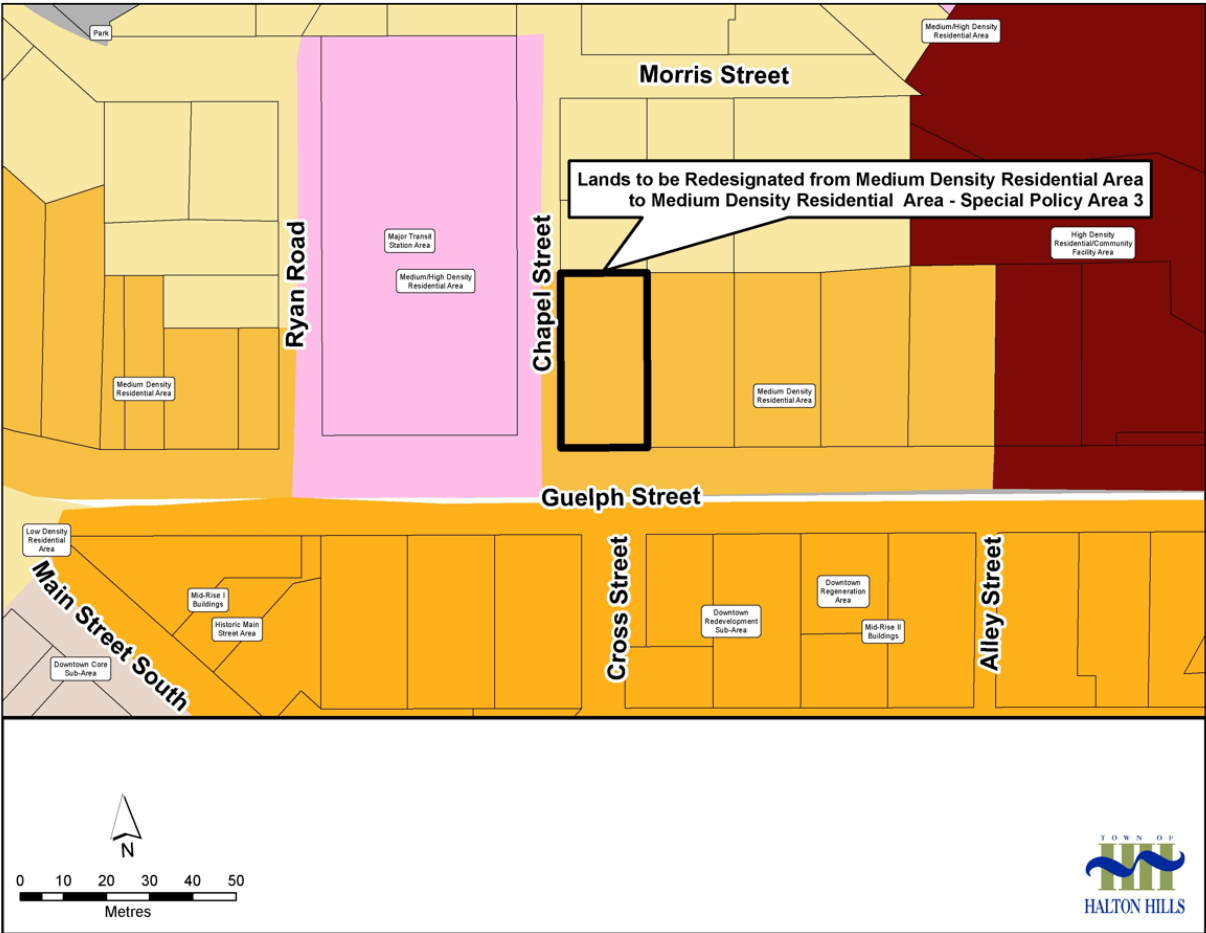 Park
Medium/High Density
Residential Area
Morris Street
Lands to be Redesignated from Medium Density Residential Area
to Medium Density Residential Area - Special Policy Area 3
Ryan Road
Major Transit
Station Area
Medium/High Density
Residential Area
Chapel Street
High Density
Residential/Community
Facility Area
Medium Density
Residential Area
Medium Density
Residential Area
Guelph Street
Low Density
Residential
Area
Main Street South
Mid-Rise I
Buildings
Historic Main
Street Area
Downtown Core
Sub-Area
Cross Street
Downtown
Redevelopment
Sub-Area
Downtown
Regeneration
Area
Mid-Rise II
Buildings
Alley Street
N
0 10 20 30 40 50
Metres
TOWN OF
HALTON HILLS